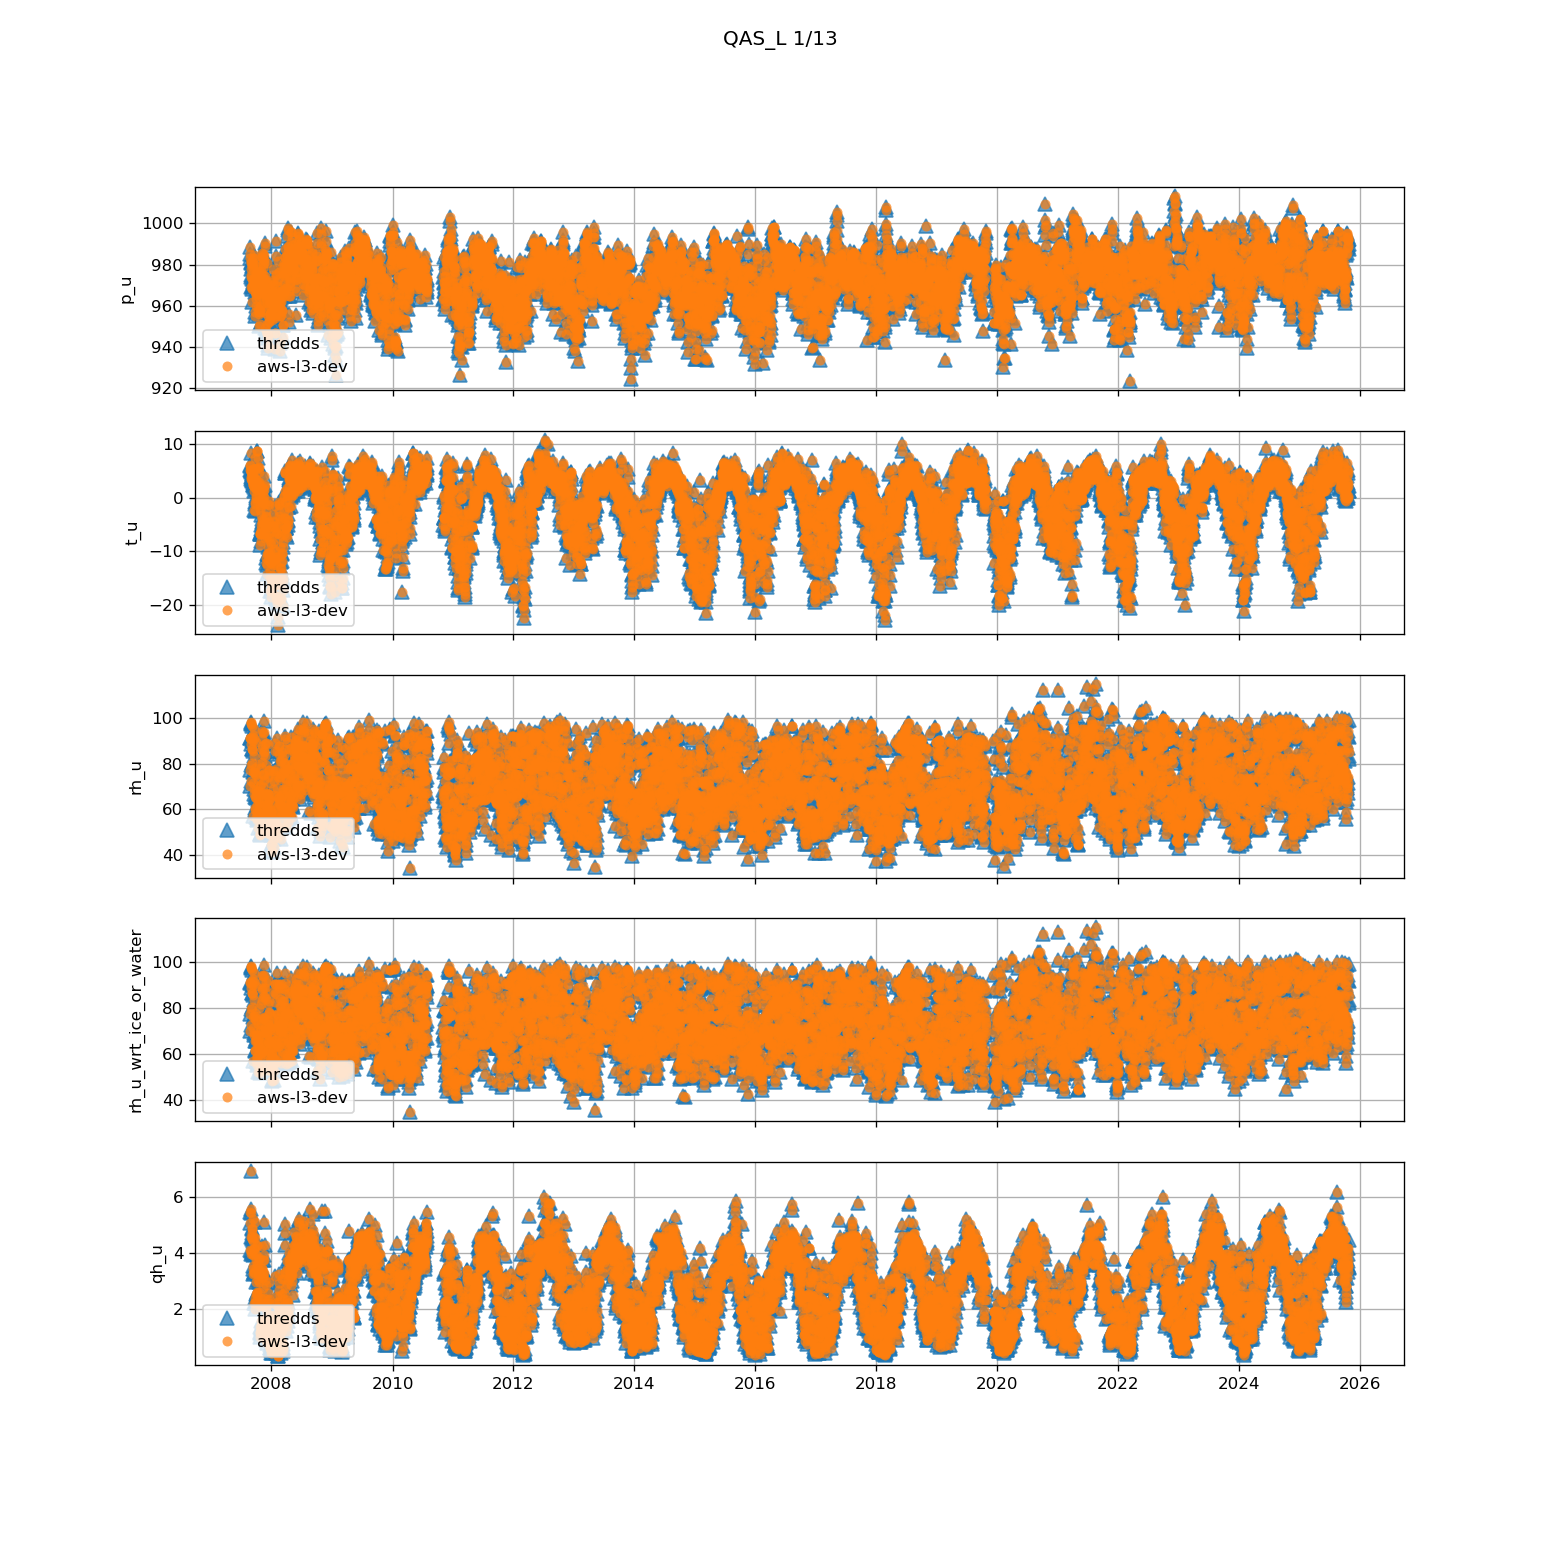 QAS_L 1/13
1000
980
960
940
920
p_u
thredds
aws-l3-dev
10
0
−10
−20
t_u
thredds
aws-l3-dev
100
80
60
40
rh_u
thredds
aws-l3-dev
100
80
60
40
rh_u_wrt_ice_or_water
thredds
aws-l3-dev
6
4
2
qh_u
thredds
aws-l3-dev
2008 2010 2012 2014 2016 2018 2020 2022 2024 2026